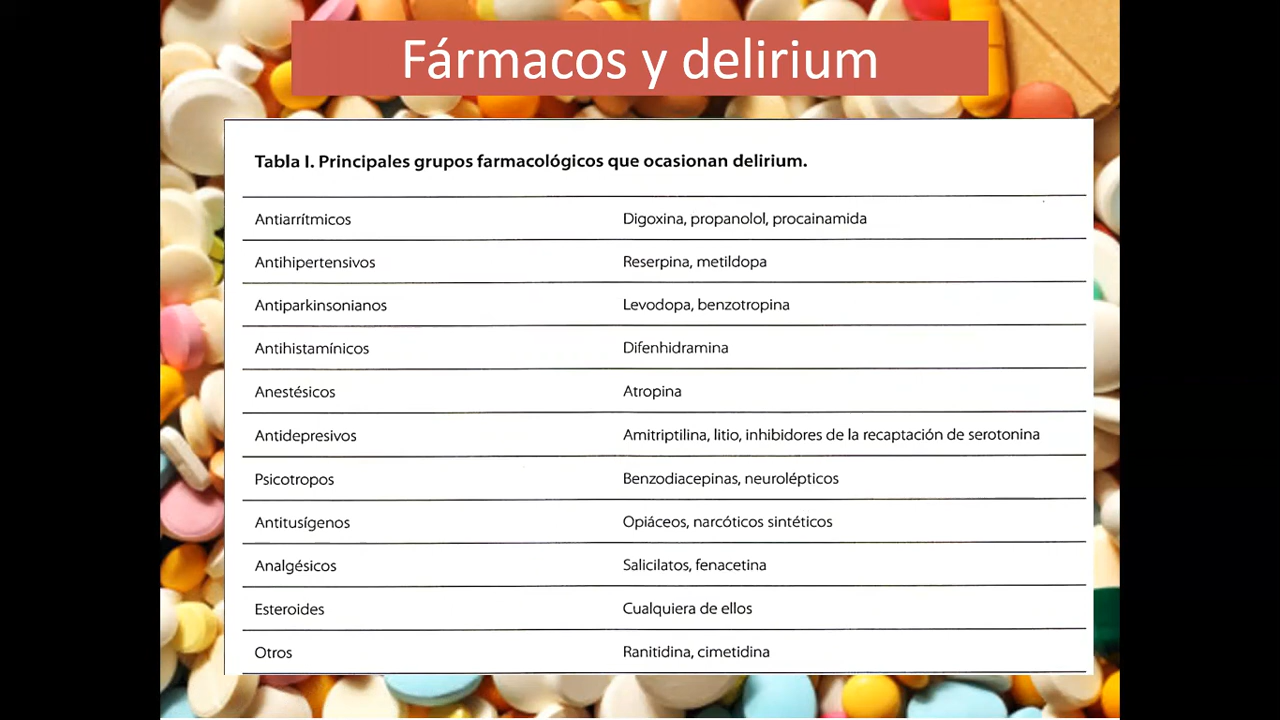 Fármacos y delirium
Tabla I. Principales grupos farmacológicos que ocasionan delirium.
Antiarrítmicos Digoxina, propanolol, procainamida
Antihipertensivos Reserpina, metildopa
Antiparkinsonianos Levodopa, benzotropina
Antihistamínicos Difenhidramina
Anestésicos Atropina
Antidepresivos Amitriptilina, litio, inhibidores de la recaptación de serotonina
Psicotropos Benzodiacepinas, neurolépticos
Antitusígenos Opiáceos, narcóticos sintéticos
Analgésicos Salicilatos, fenacetina
Esteroides Cualquiera de ellos
Otros Ranitidina, cimetidina